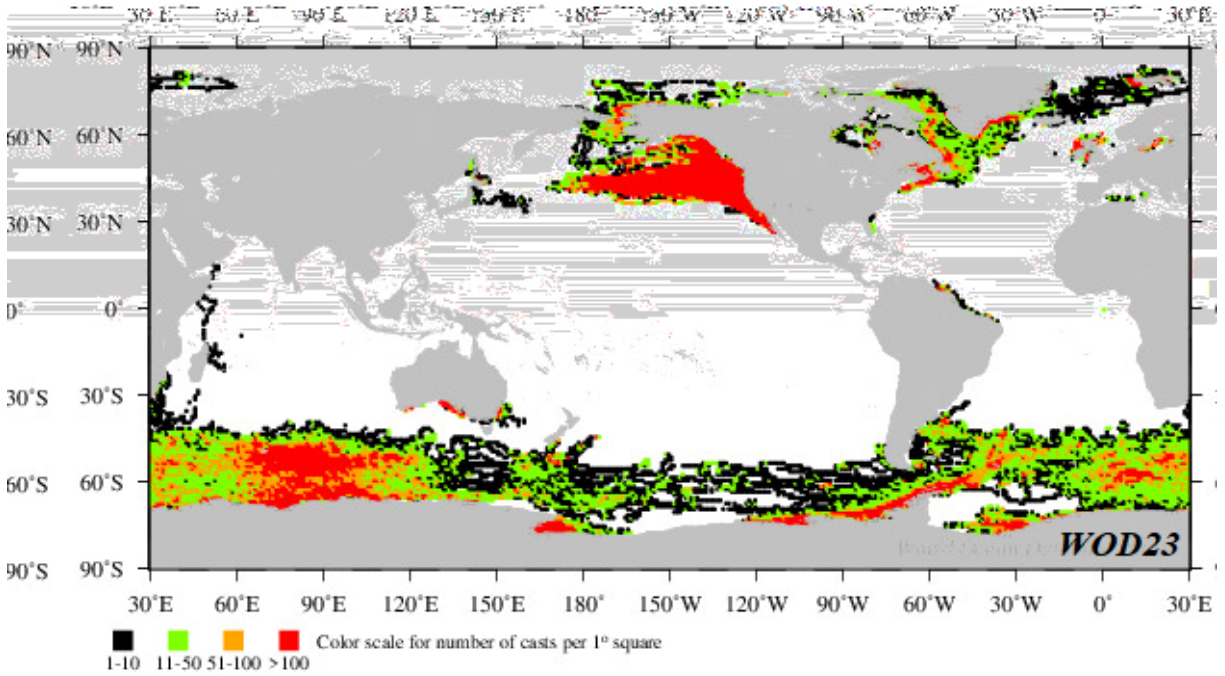 30°E 60°E 90°E 120°E 150°E 180° 150°W 120°W 90°W 60°W 30°W 0° 30°E
90°N 90°N
60°N 60°N
30°N 30°N
0° 0°
30°S 30°S
60°S 60°S
WOD23
90°S 90°S
30°E 60°E 90°E 120°E 150°E 180° 150°W 120°W 90°W 60°W 30°W 0° 30°E
Color scale for number of casts per 1° square
1-10 11-50 51-100 >100